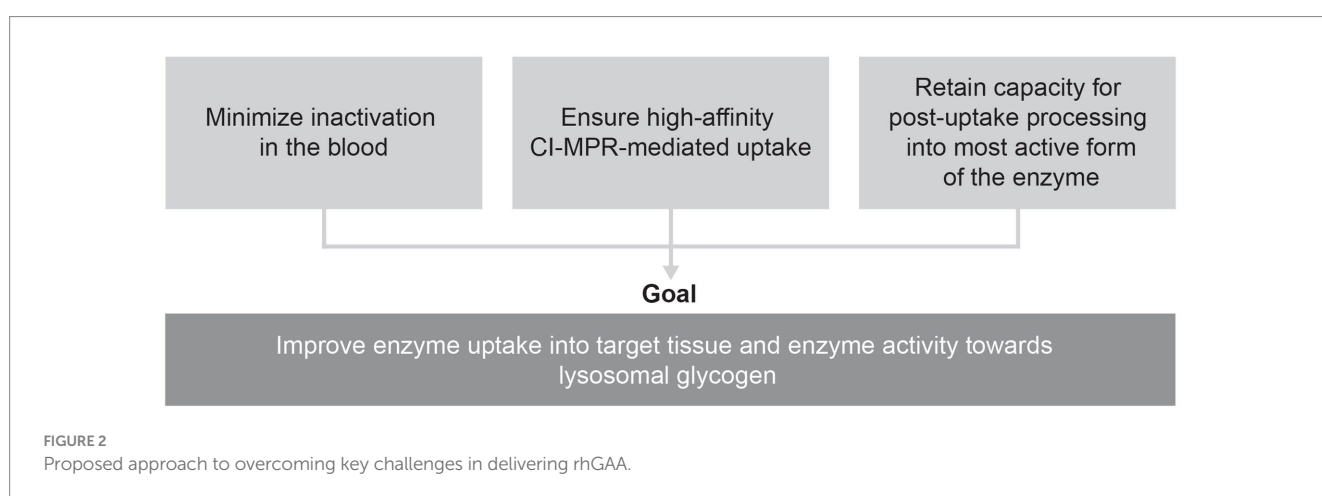 Minimize inactivation
in the blood
Ensure high-affinity
CI-MPR-mediated uptake
Retain capacity for
post-uptake processing
into most active form
of the enzyme
Goal
Improve enzyme uptake into target tissue and enzyme activity towards
lysosomal glycogen
FIGURE 2
Proposed approach to overcoming key challenges in delivering rhGAA.